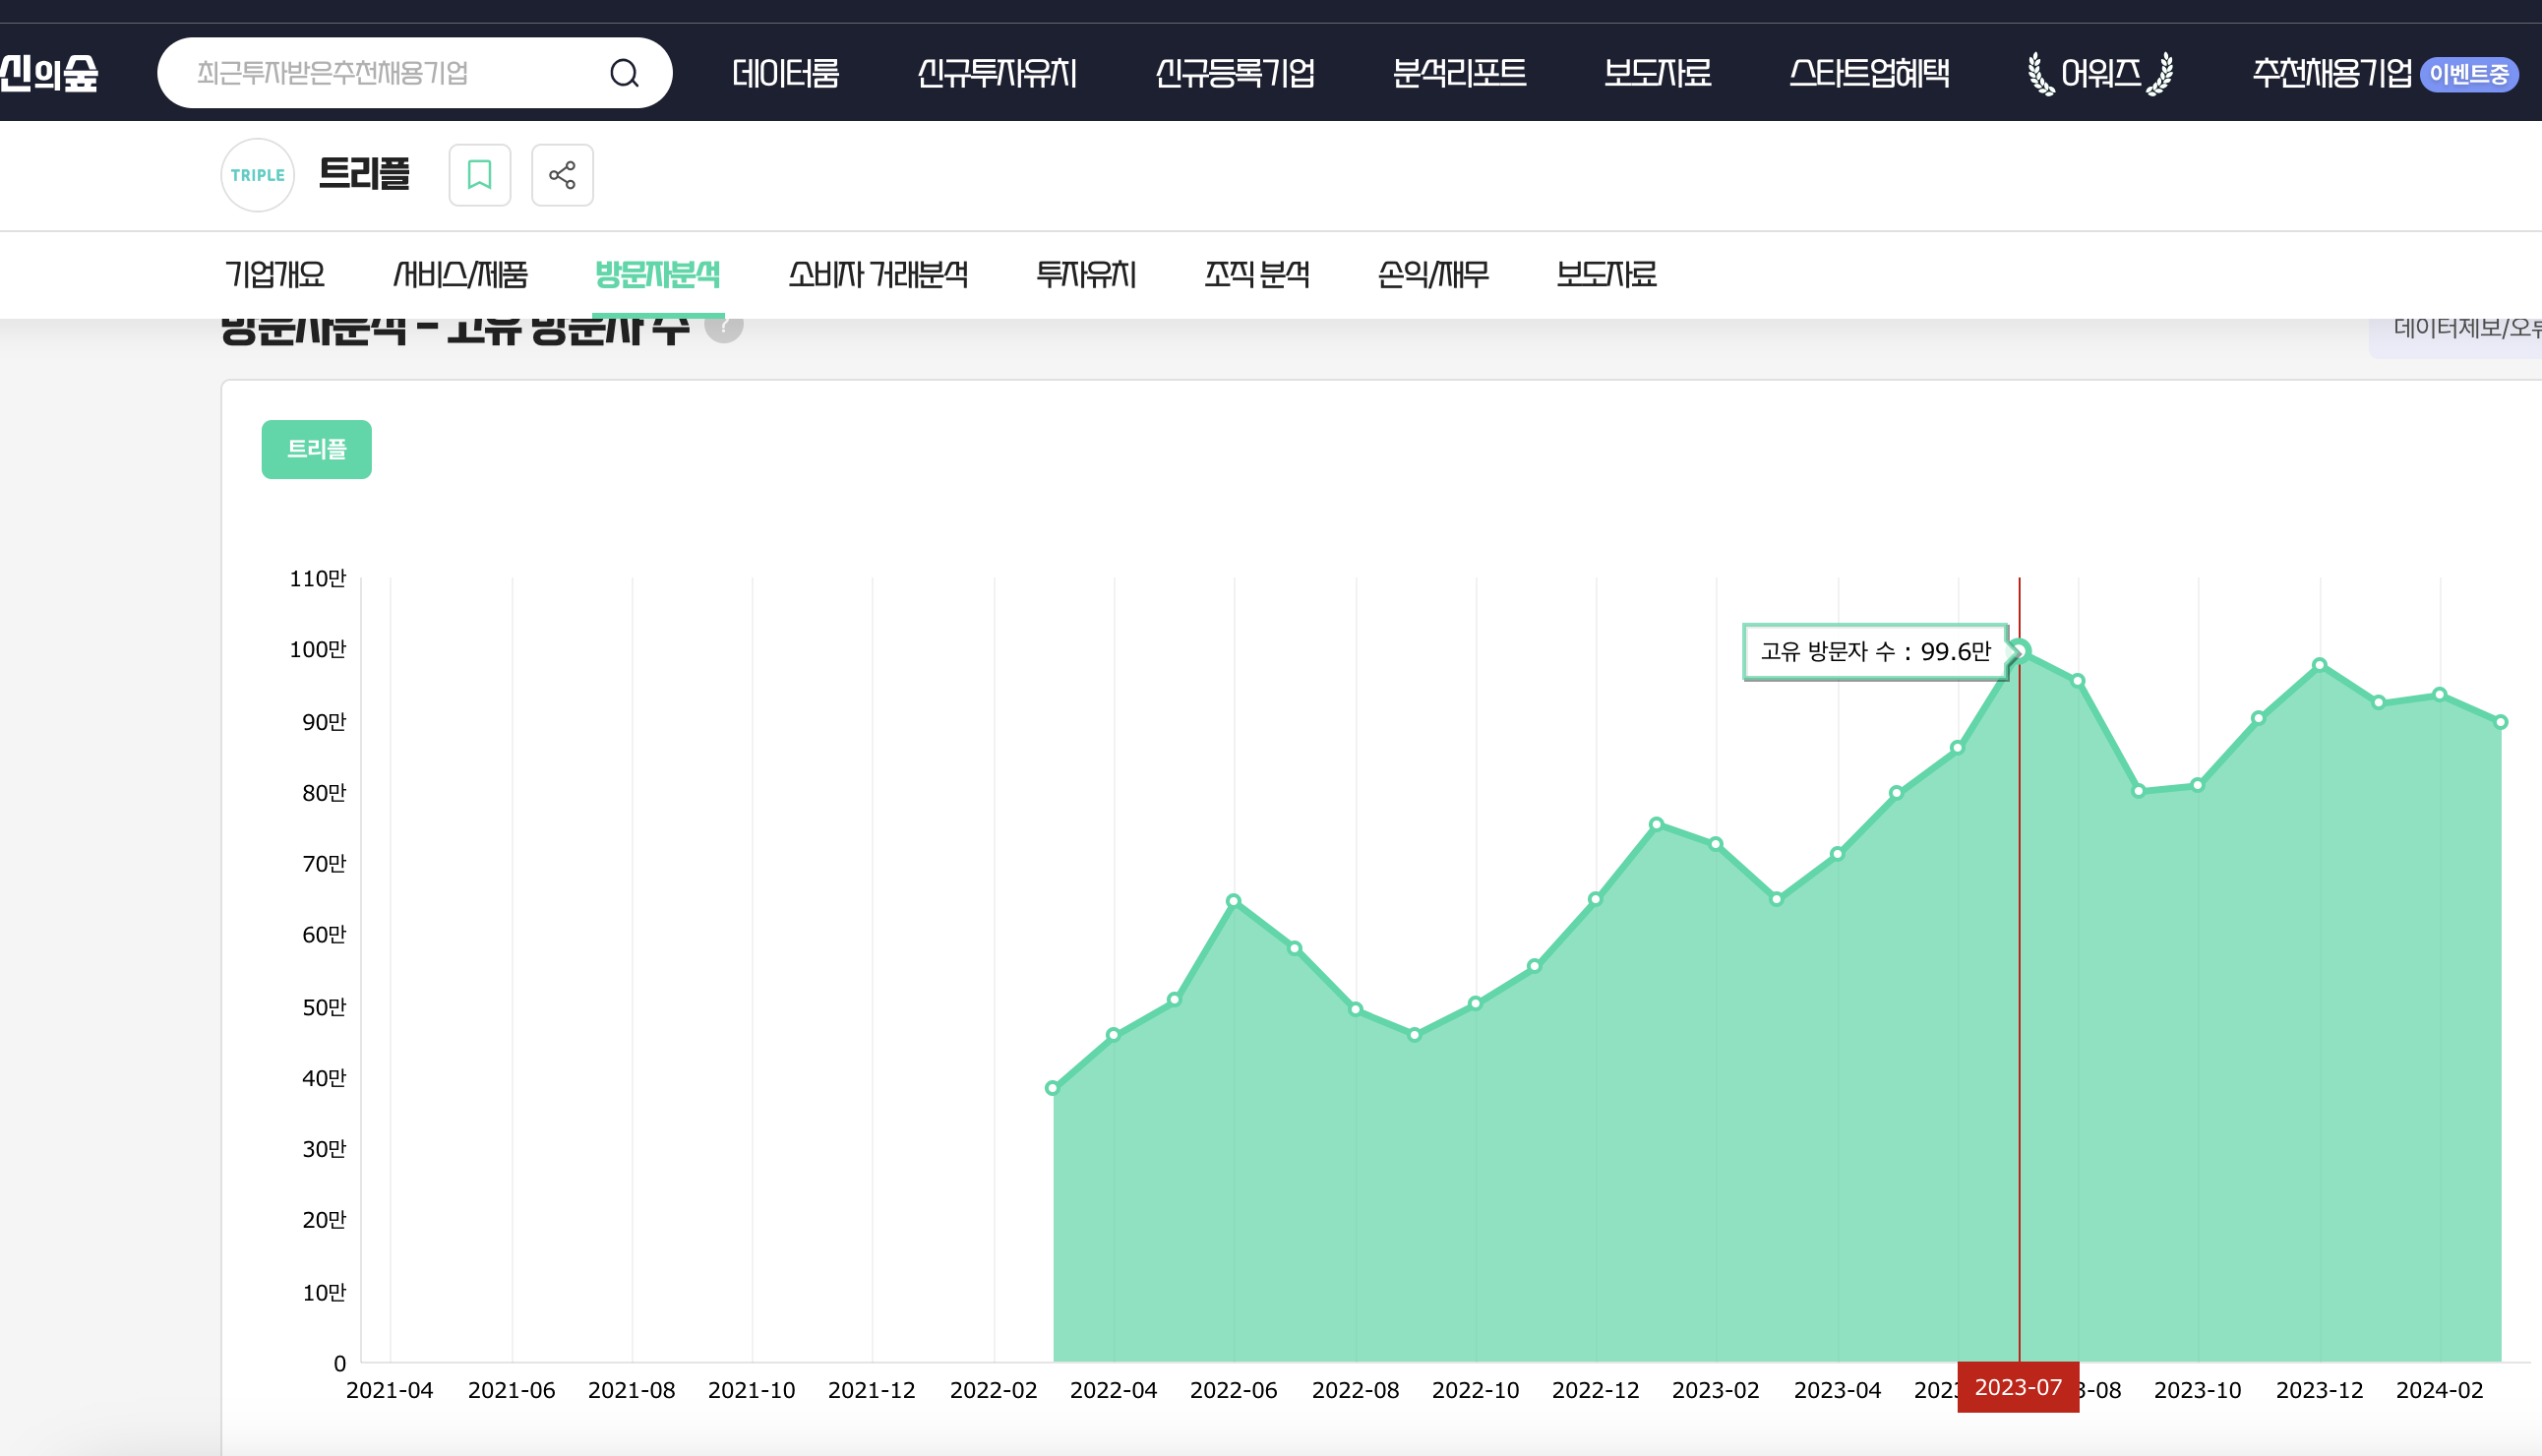 신의숲
최근투자받은추천채용기업
데이터룸
신규투자유치
신규등록기업
분석리포트
보도자료
스타트업혜택
어워즈
추천채용기업 이벤트중
TRIPLE
트리플
기업개요
서비스/제품
방문자분석
소비자 거래분석
투자유치
조직 분석
손익/재무
보도자료
방문자분석 - 고유 방문자 수 ?
데이터제보/오류
트리플
110만
100만
90만
80만
70만
60만
50만
40만
30만
20만
10만
0
고유 방문자 수 : 99.6만
2021-04
2021-06
2021-08
2021-10
2021-12
2022-02
2022-04
2022-06
2022-08
2022-10
2022-12
2023-02
2023-04
2023-07
3-08
2023-10
2023-12
2024-02